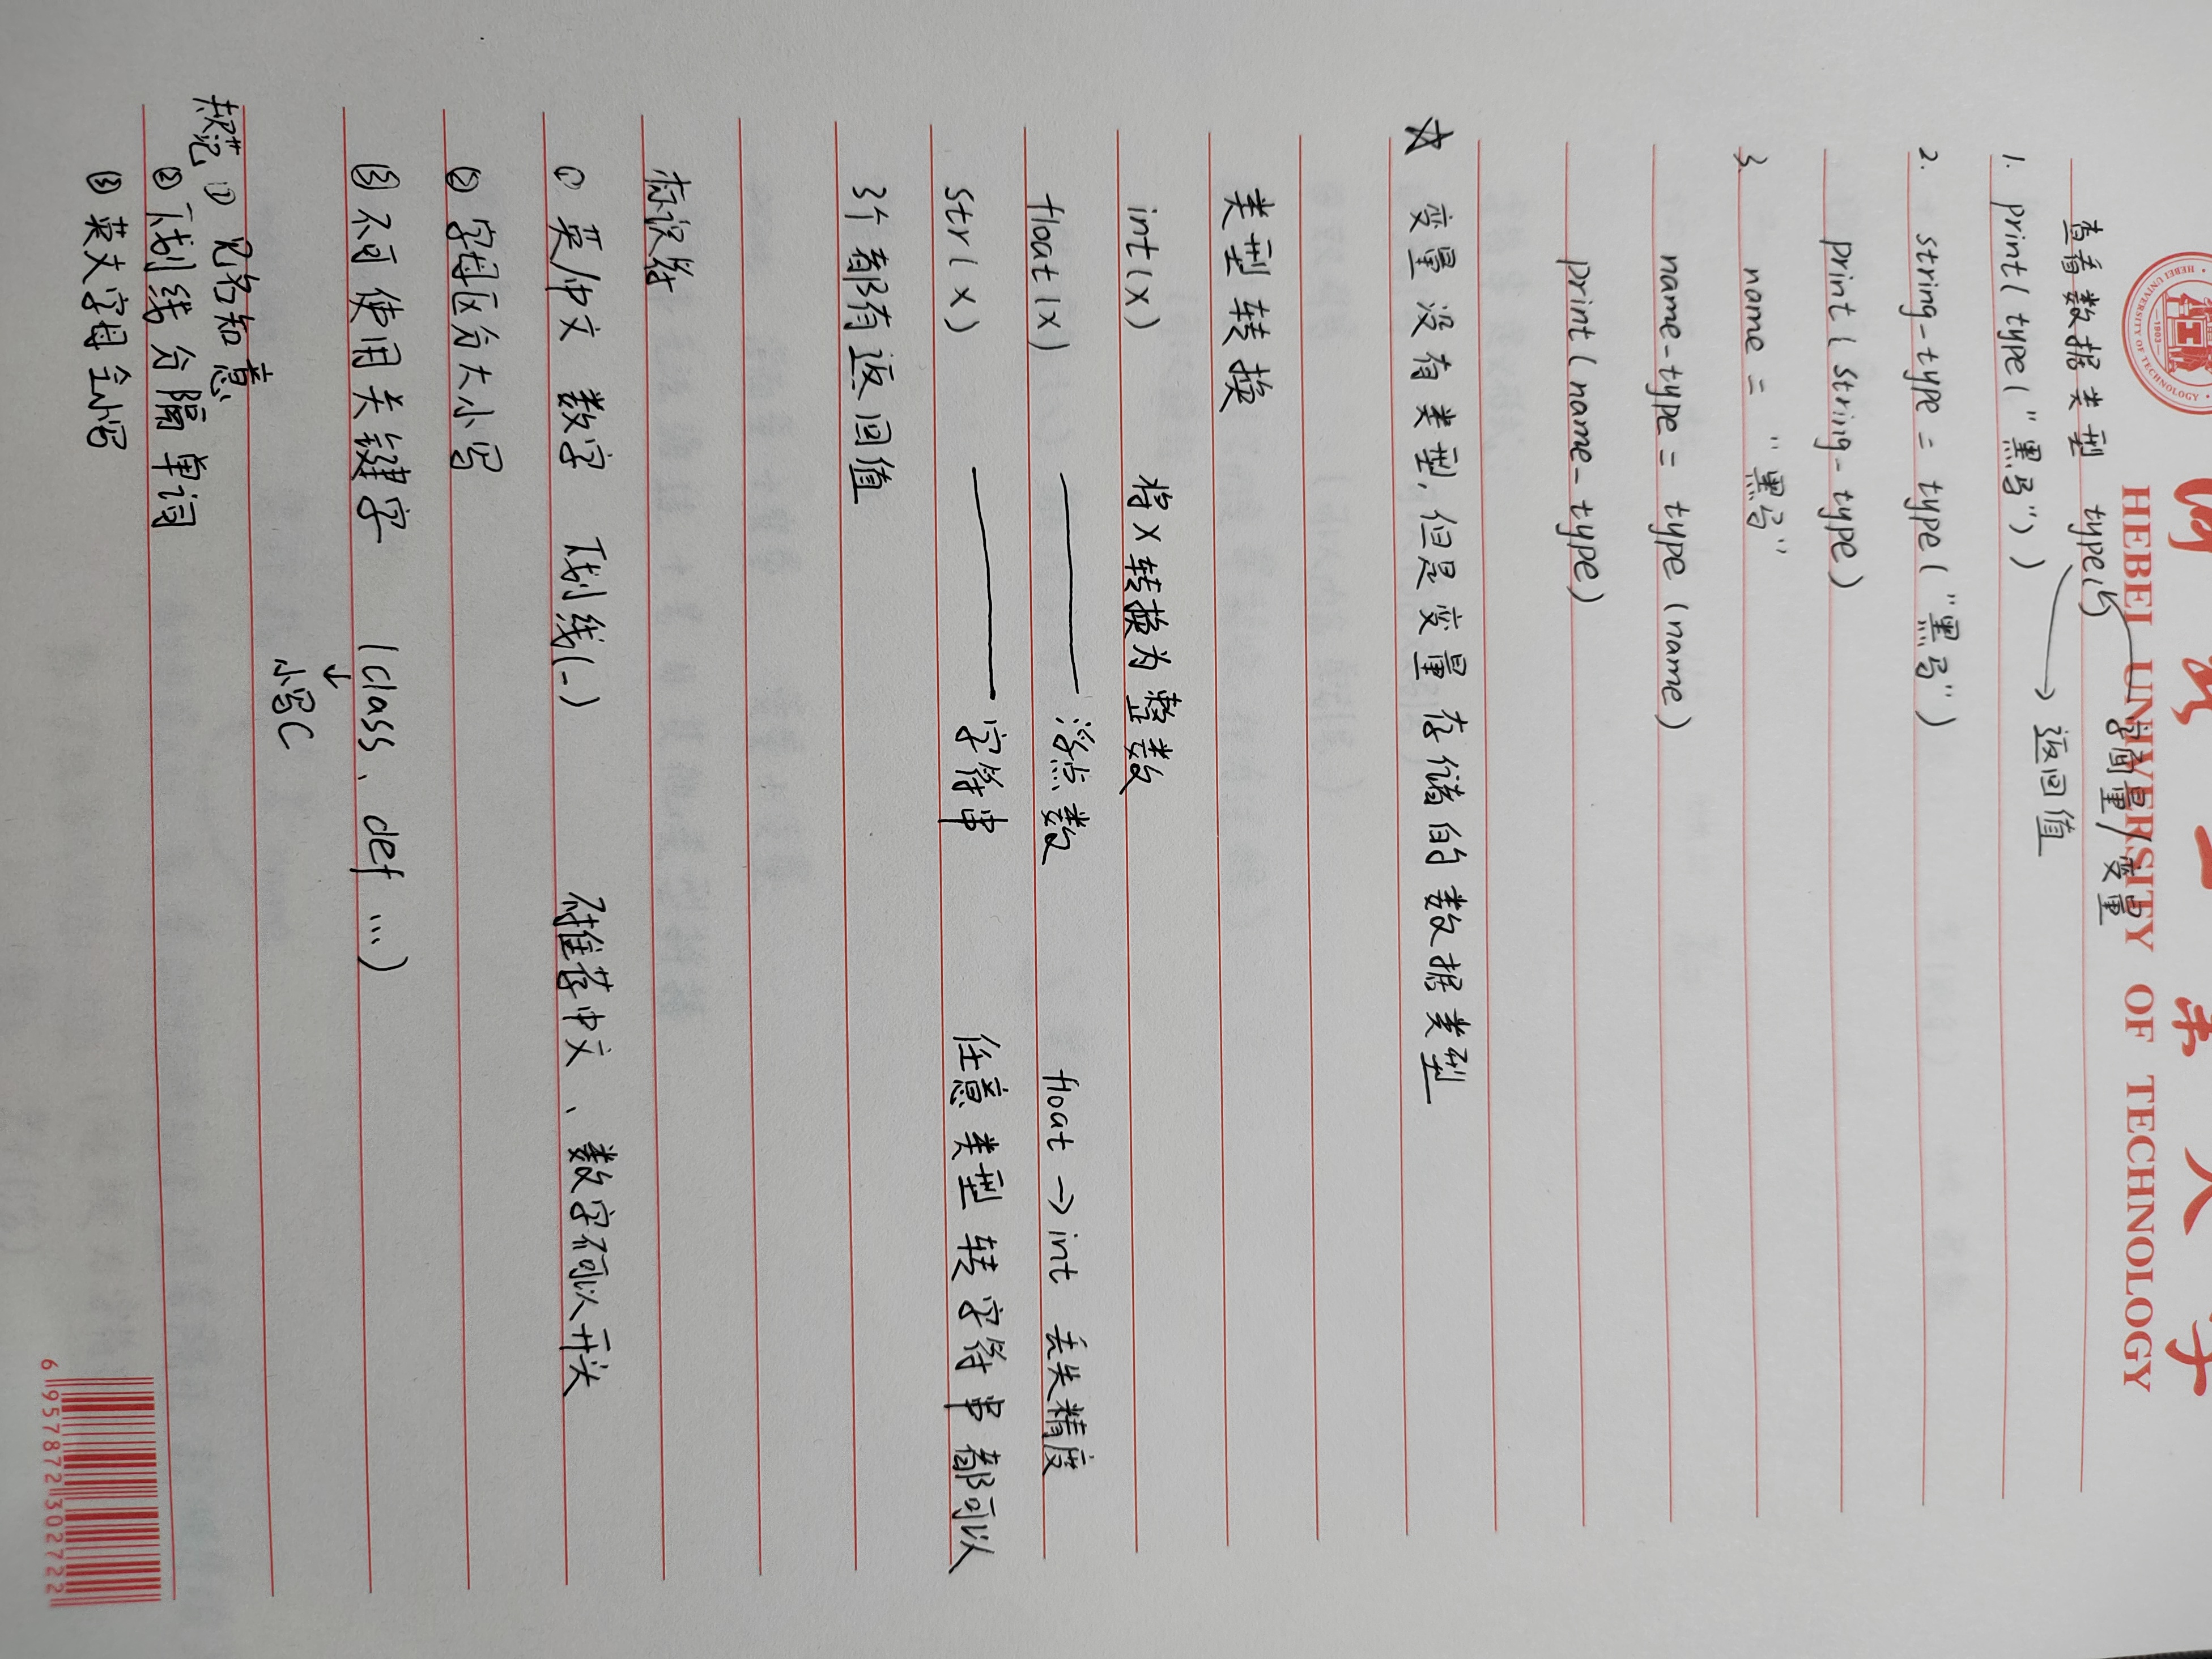 河北工业大学
HEBEI UNIVERSITY OF TECHNOLOGY
1903
HEBEI UNIVERSITY OF TECHNOLOGY
查看数据类型 type() 字面量/变量
返回值
1. print(type("黑马"))
2. string_type = type("黑马")
print(string_type)
3. name = "黑马"
name_type = type(name)
print(name_type)
☆ 变量没有类型,但是变量存储的数据类型
类型转换
int(x) 将x转换为整数
float(x) —— 浮点数 float → int 丢失精度
str(x) —— 字符串 任意类型转字符串都可以
3个都有返回值
标识符
① 英/中文 数字 下划线(_) 不推荐中文、数字不可以开头
② 字母区分大小写
③ 不可使用关键字 (class、def …)
↓
小写C
规范 ① 见名知意
② 下划线分隔单词
③ 英文字母全小写
6 957872 302722